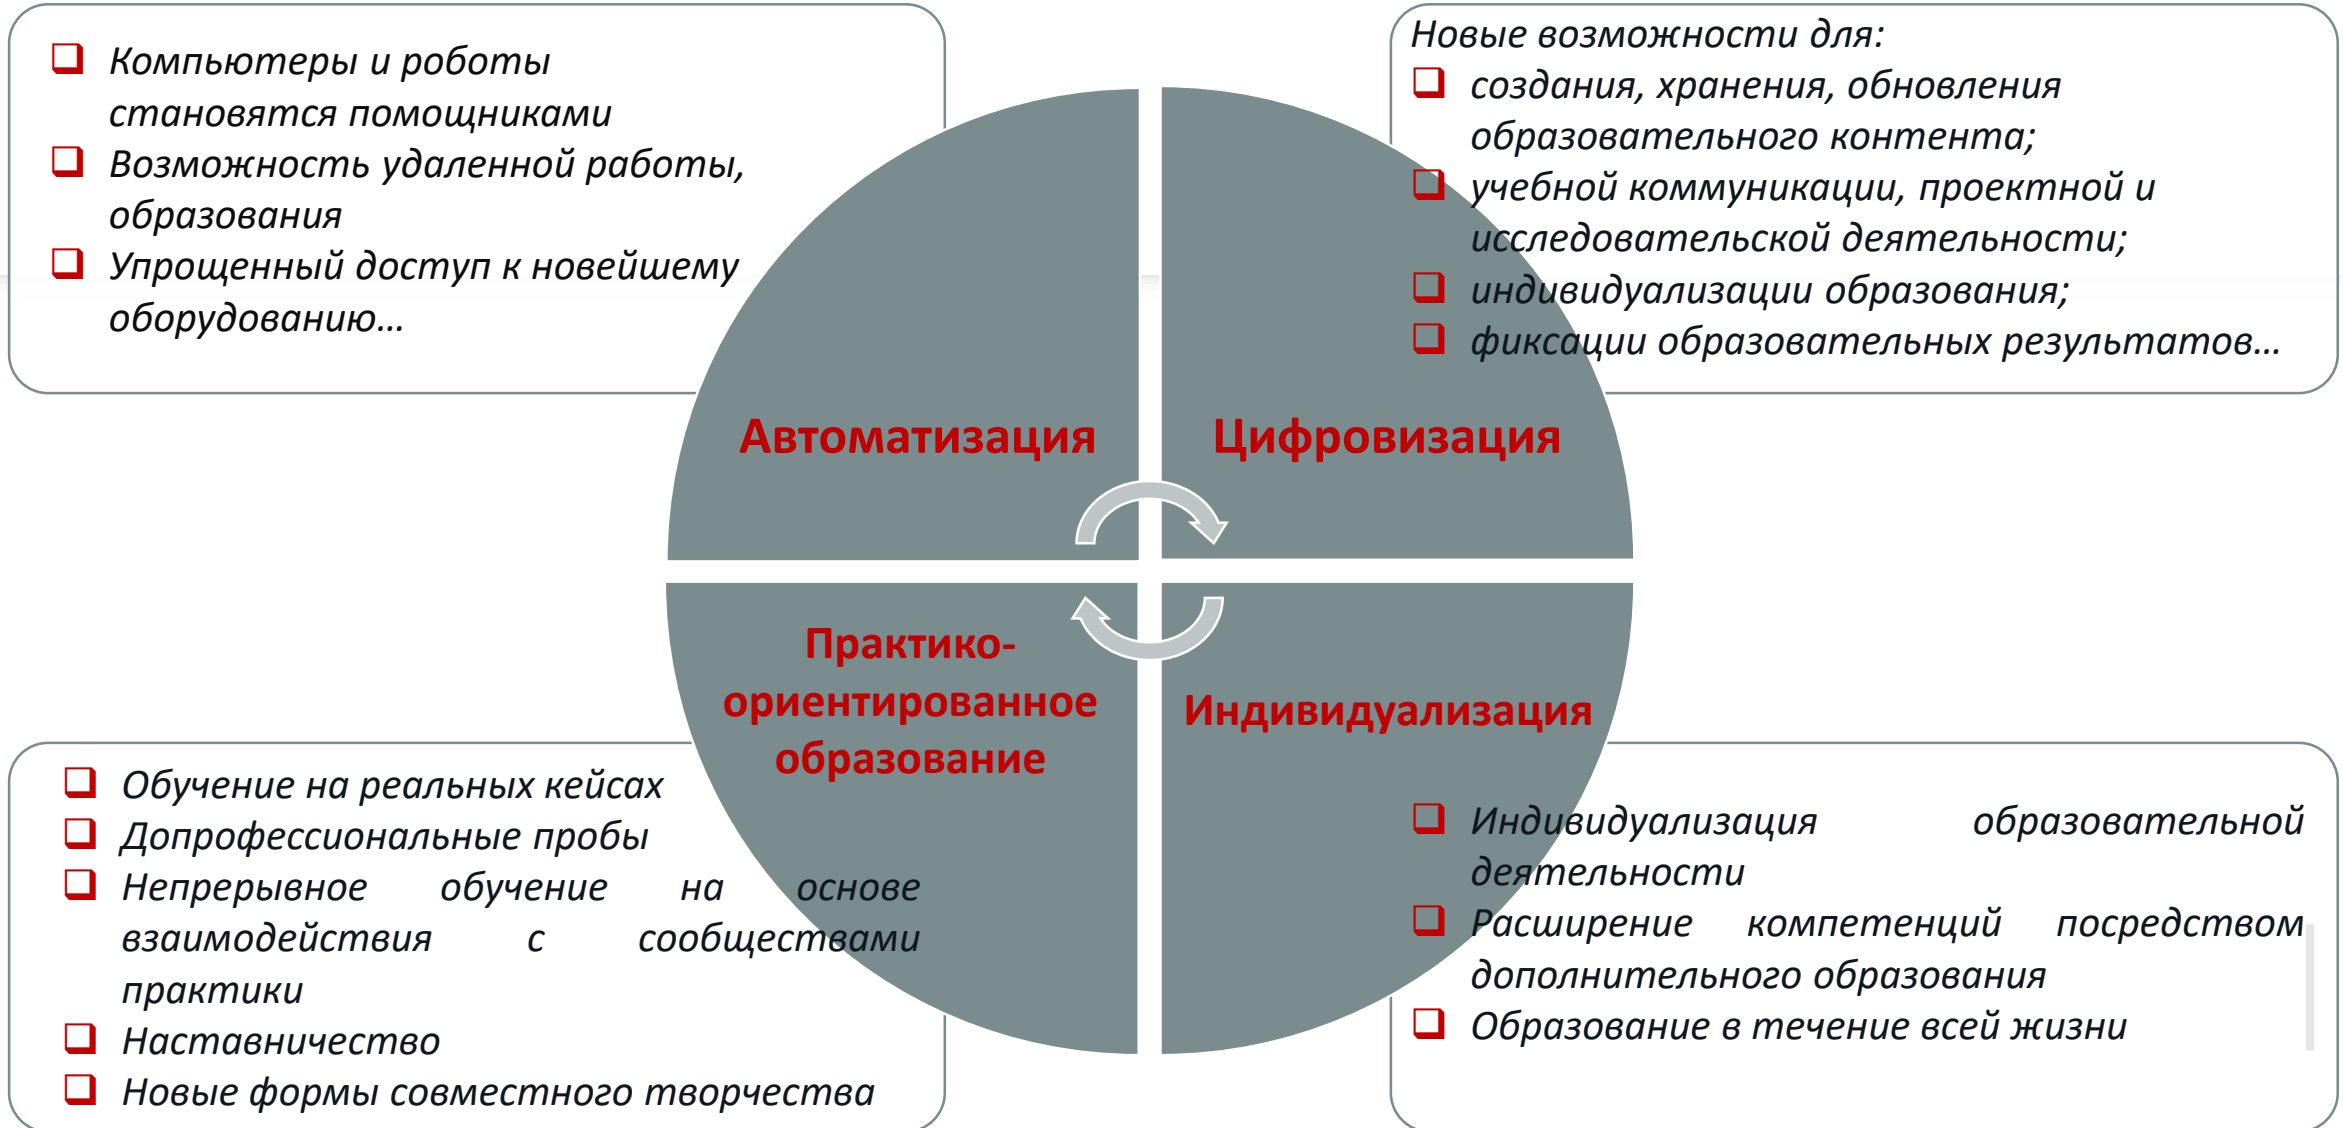 Компьютеры и роботы
становятся помощниками
Возможность удаленной работы,
образования
Упрощенный доступ к новейшему
оборудованию…
Новые возможности для:
создания, хранения, обновления
образовательного контента;
учебной коммуникации, проектной и
исследовательской деятельности;
индивидуализации образования;
фиксации образовательных результатов…
Автоматизация
Цифровизация
Практико-
ориентированное
образование
Индивидуализация
Обучение на реальных кейсах
Допрофессиональные пробы
Непрерывное обучение на основе
взаимодействия с сообществами
практики
Наставничество
Новые формы совместного творчества
Индивидуализация образовательной
деятельности
Расширение компетенций посредством
дополнительного образования
Образование в течение всей жизни